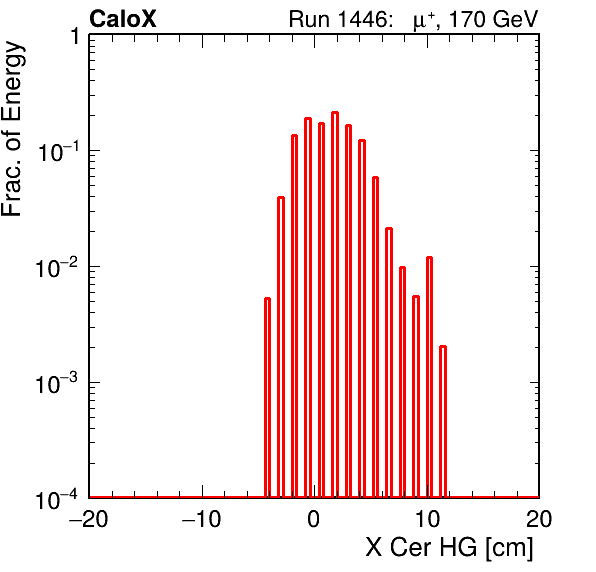 CaloX
Run 1446: μ⁺, 170 GeV
Frac. of Energy
1
10⁻¹
10⁻²
10⁻³
10⁻⁴
−20
−10
0
10
20
X Cer HG [cm]